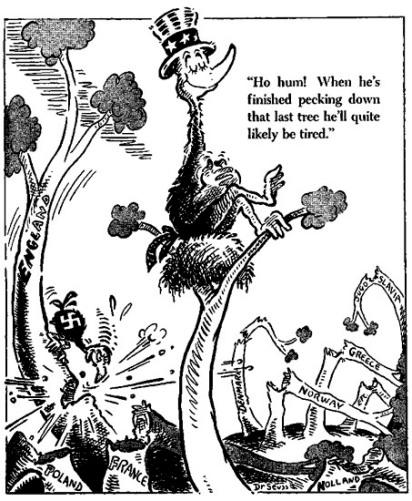 "Ho hum! When he's
finished pecking down
that last tree he'll quite
likely be tired."
ENGLAND
JUGO
SLAVIA
GREECE
NORWAY
POLAND
FRANCE
Dr Seuss
HOLLAND